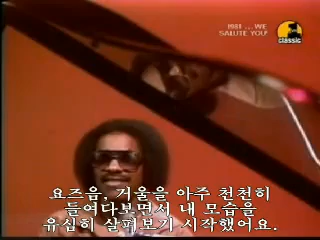 1981 ... WE
SALUTE YOU!
classic
요즈음, 거울을 아주 천천히
들여다보면서 내 모습을
유심히 살펴보기 시작했어요.